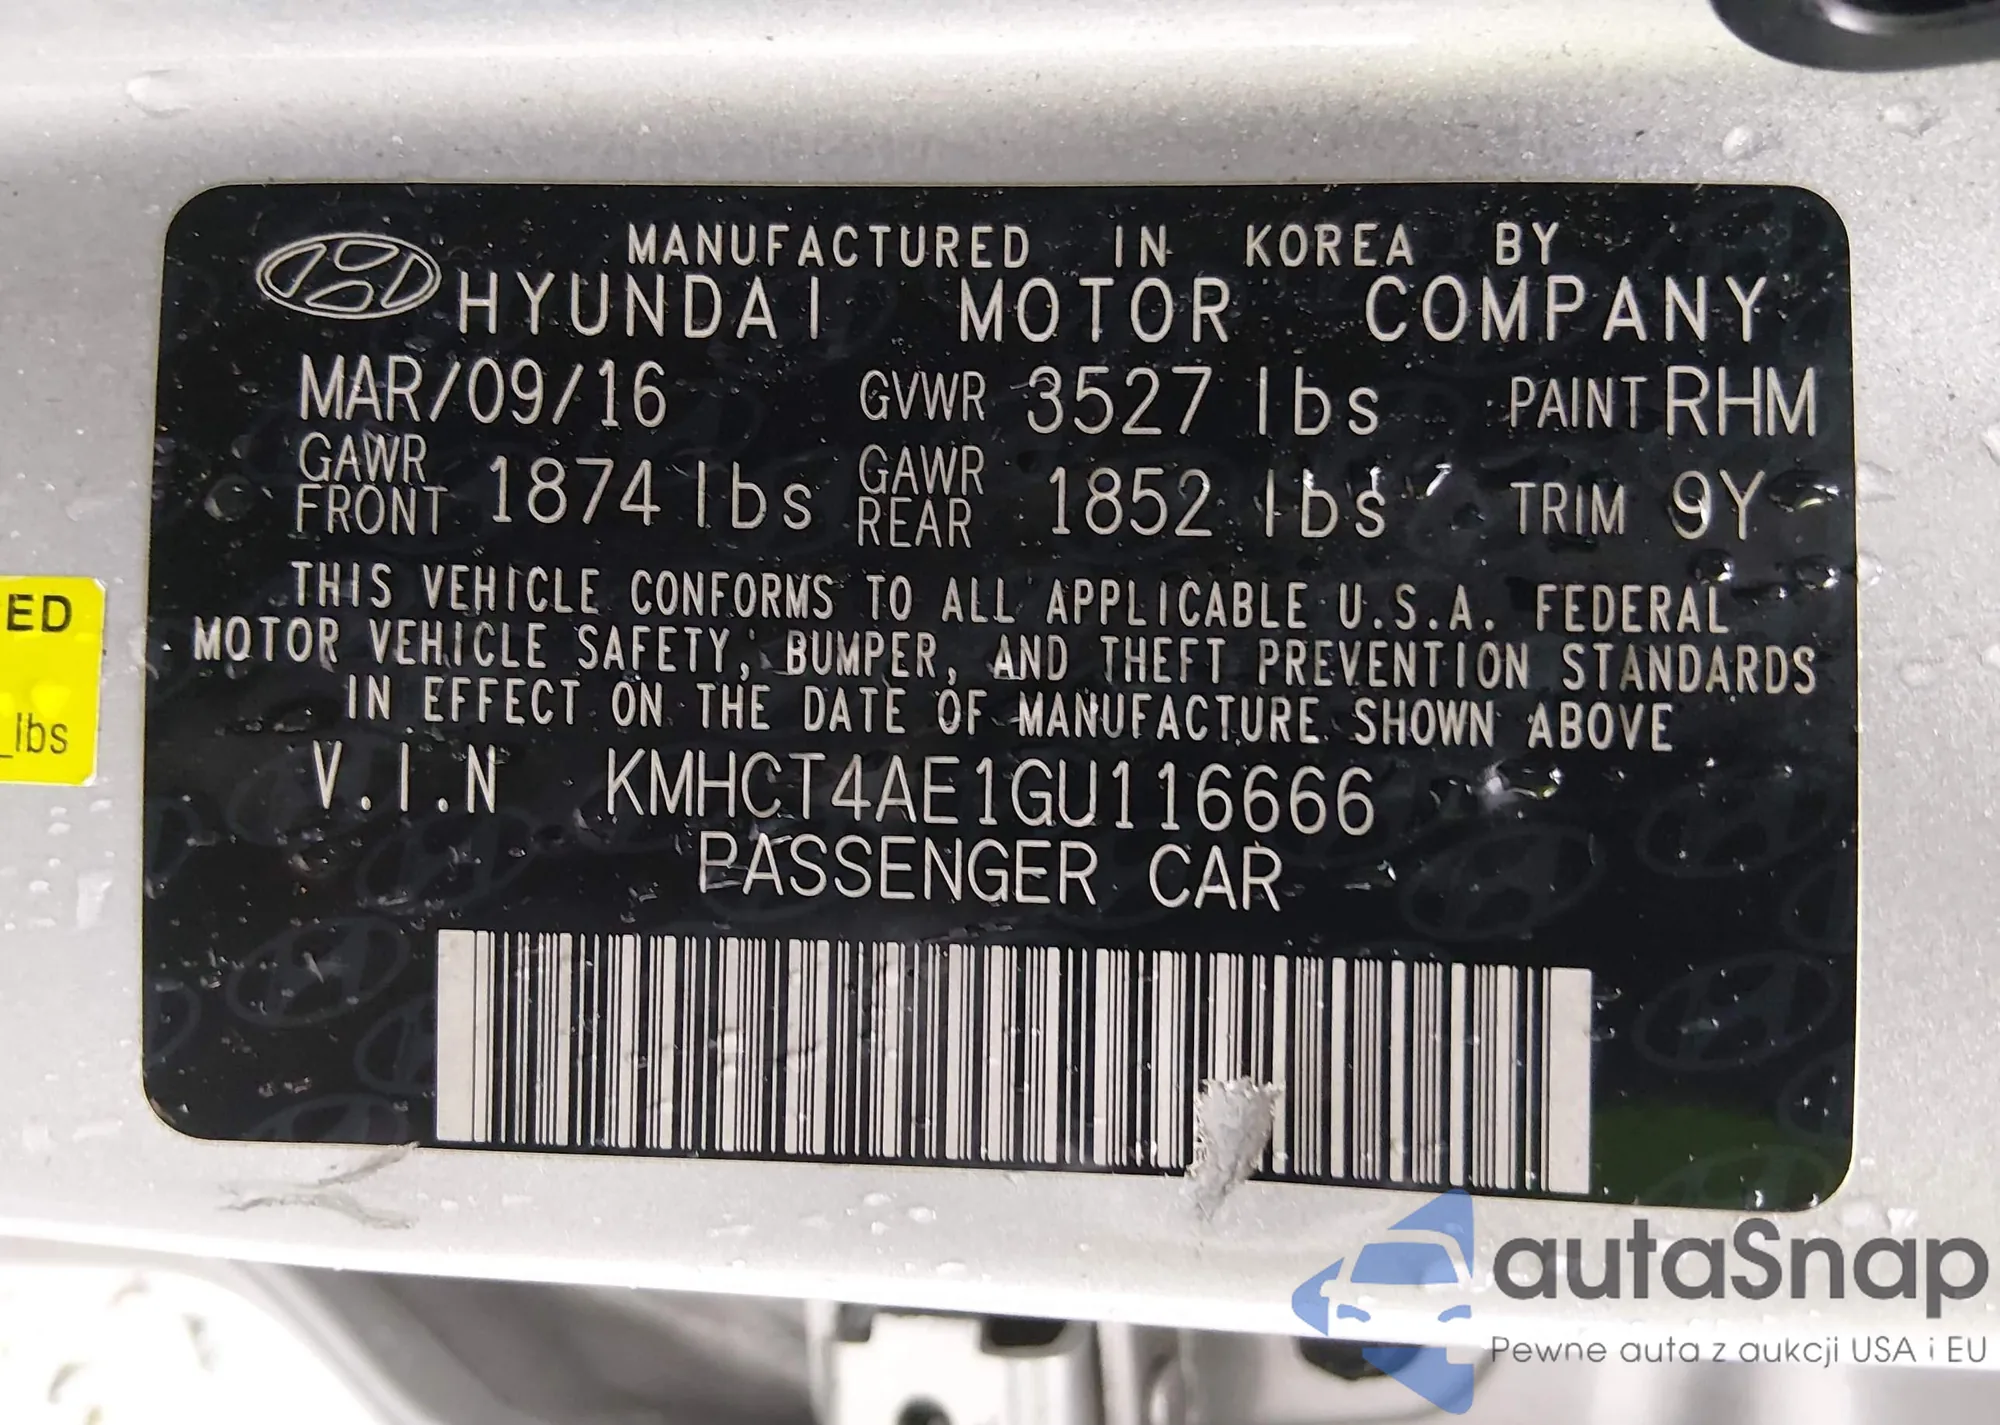 MANUFACTURED IN KOREA BY
HYUNDAI MOTOR COMPANY
MAR/09/16 GVWR 3527 lbs PAINT RHM
GAWR FRONT 1874 lbs GAWR REAR 1852 lbs TRIM 9Y
THIS VEHICLE CONFORMS TO ALL APPLICABLE U.S.A. FEDERAL
MOTOR VEHICLE SAFETY, BUMPER, AND THEFT PREVENTION STANDARDS
IN EFFECT ON THE DATE OF MANUFACTURE SHOWN ABOVE
V.I.N KMHCT4AE1GU116666
PASSENGER CAR
ED
lbs
autaSnap
Pewne auta z aukcji USA i EU